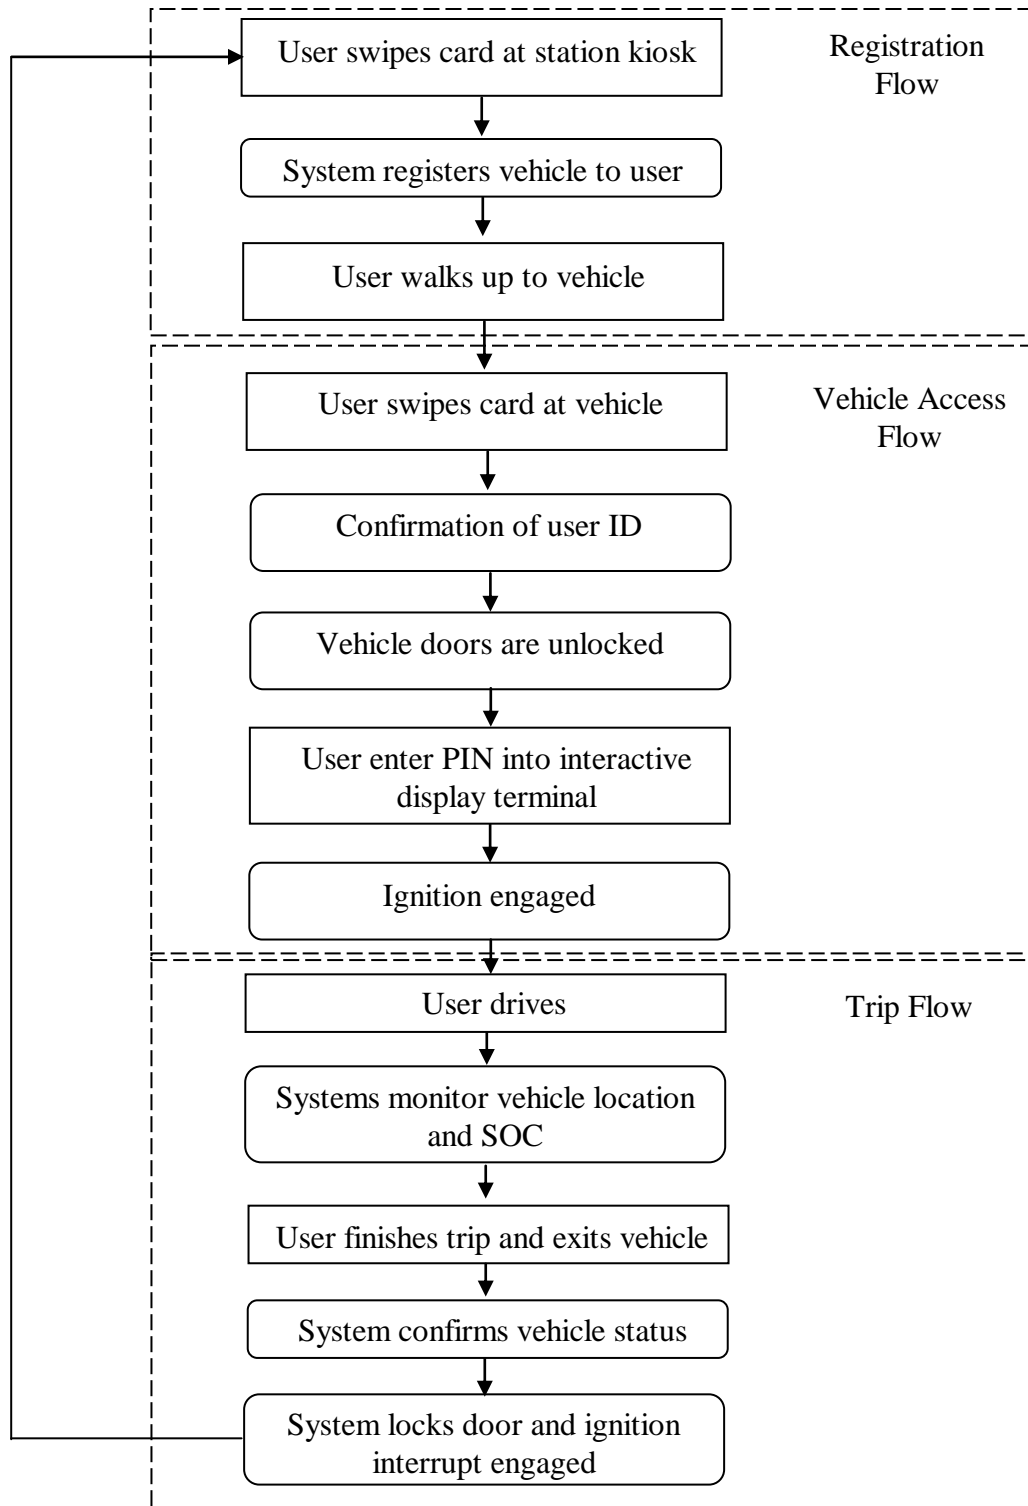 User swipes card at station kiosk
Registration
Flow
System registers vehicle to user
User walks up to vehicle
User swipes card at vehicle
Vehicle Access
Flow
Confirmation of user ID
Vehicle doors are unlocked
User enter PIN into interactive
display terminal
Ignition engaged
User drives
Trip Flow
Systems monitor vehicle location
and SOC
User finishes trip and exits vehicle
System confirms vehicle status
System locks door and ignition
interrupt engaged